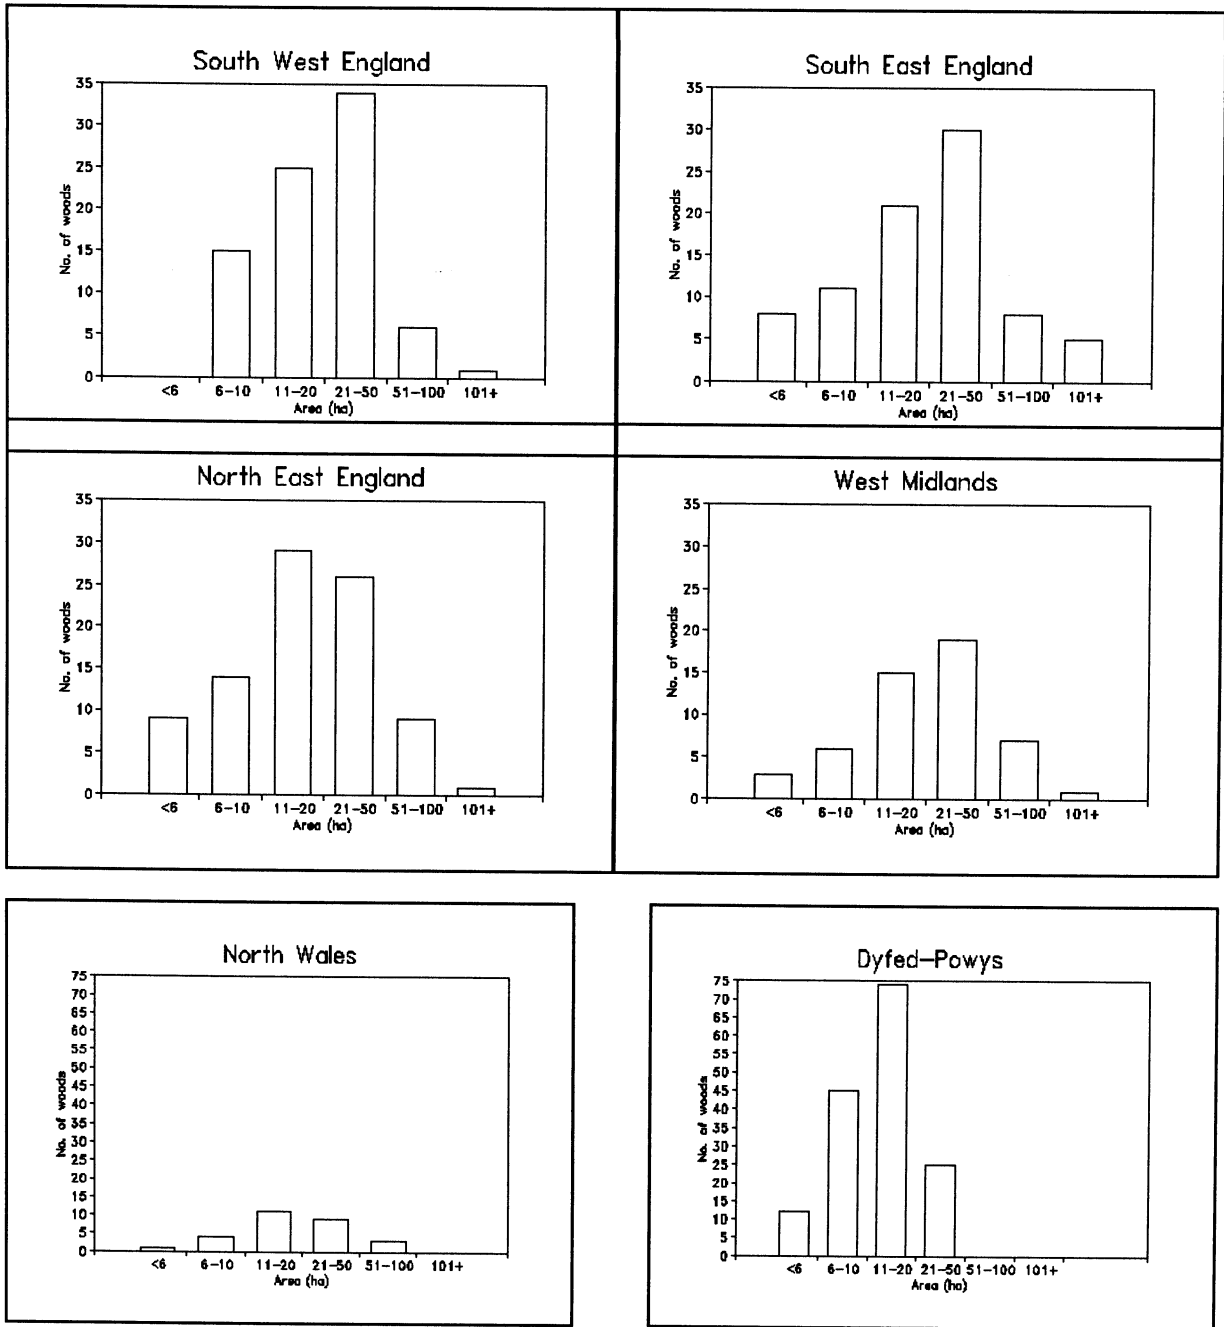 South West England
35
30
25
20
15
10
5
0
No. of woods
<6 6-10 11-20 21-50 51-100 101+
Area (ha)
South East England
35
30
25
20
15
10
5
0
No. of woods
<6 6-10 11-20 21-50 51-100 101+
Area (ha)
North East England
35
30
25
20
15
10
5
0
No. of woods
<6 6-10 11-20 21-50 51-100 101+
Area (ha)
West Midlands
35
30
25
20
15
10
5
0
No. of woods
<6 6-10 11-20 21-50 51-100 101+
Area (ha)
North Wales
75
70
65
60
55
50
45
40
35
30
25
20
15
10
5
0
No. of woods
<6 6-10 11-20 21-50 51-100 101+
Area (ha)
Dyfed-Powys
75
70
65
60
55
50
45
40
35
30
25
20
15
10
5
0
No. of woods
<6 6-10 11-20 21-50 51-100 101+
Area (ha)